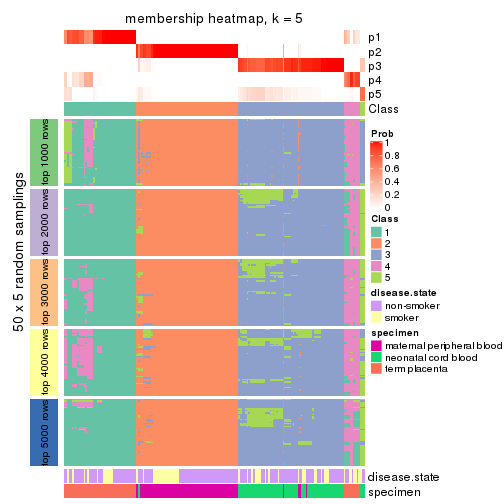 membership heatmap, k = 5
p1
p2
p3
p4
p5
Class
50 x 5 random samplings
top 1000 rows
top 2000 rows
top 3000 rows
top 4000 rows
top 5000 rows
Prob
1
0.8
0.6
0.4
0.2
0
Class
1
2
3
4
5
disease.state
non-smoker
smoker
specimen
maternal peripheral blood
neonatal cord blood
term placenta
disease.state
specimen